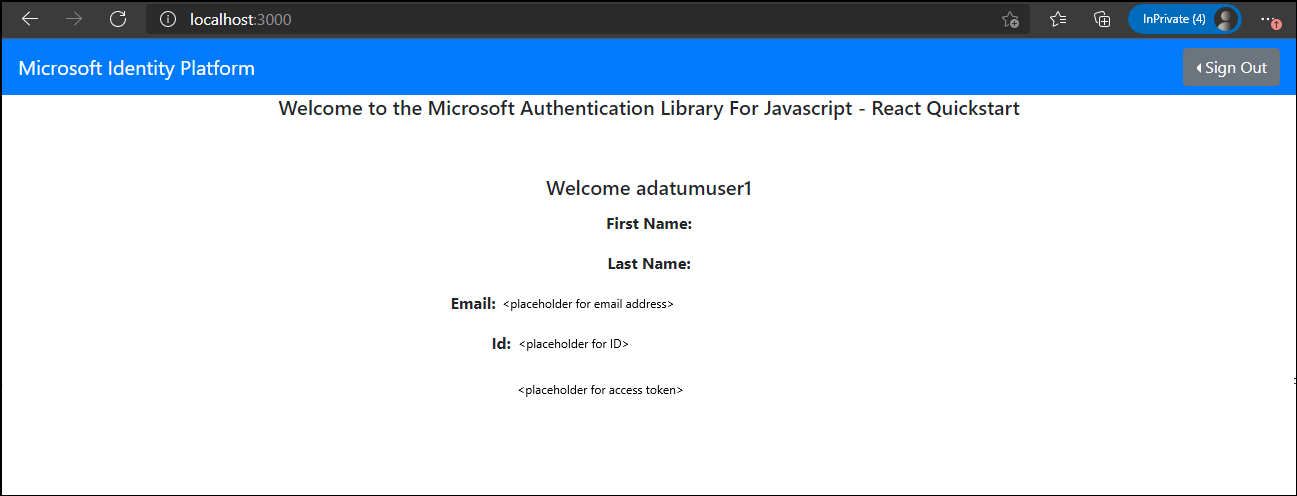 localhost:3000
InPrivate (4)
Microsoft Identity Platform
Sign Out
Welcome to the Microsoft Authentication Library For Javascript - React Quickstart
Welcome adatumuser1
First Name:
Last Name:
Email: <placeholder for email address>
Id: <placeholder for ID>
<placeholder for access token>